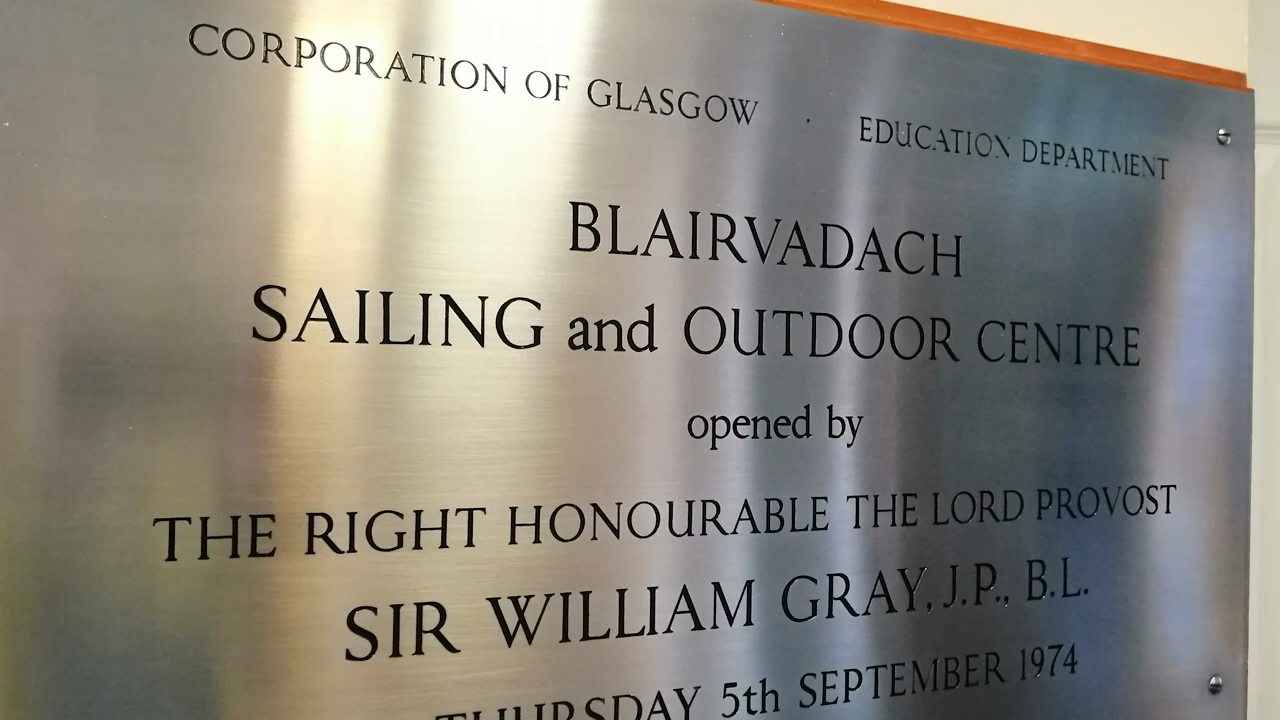 CORPORATION OF GLASGOW · EDUCATION DEPARTMENT
BLAIRVADACH
SAILING and OUTDOOR CENTRE
opened by
THE RIGHT HONOURABLE THE LORD PROVOST
SIR WILLIAM GRAY, J.P., B.L.
THURSDAY 5th SEPTEMBER 1974